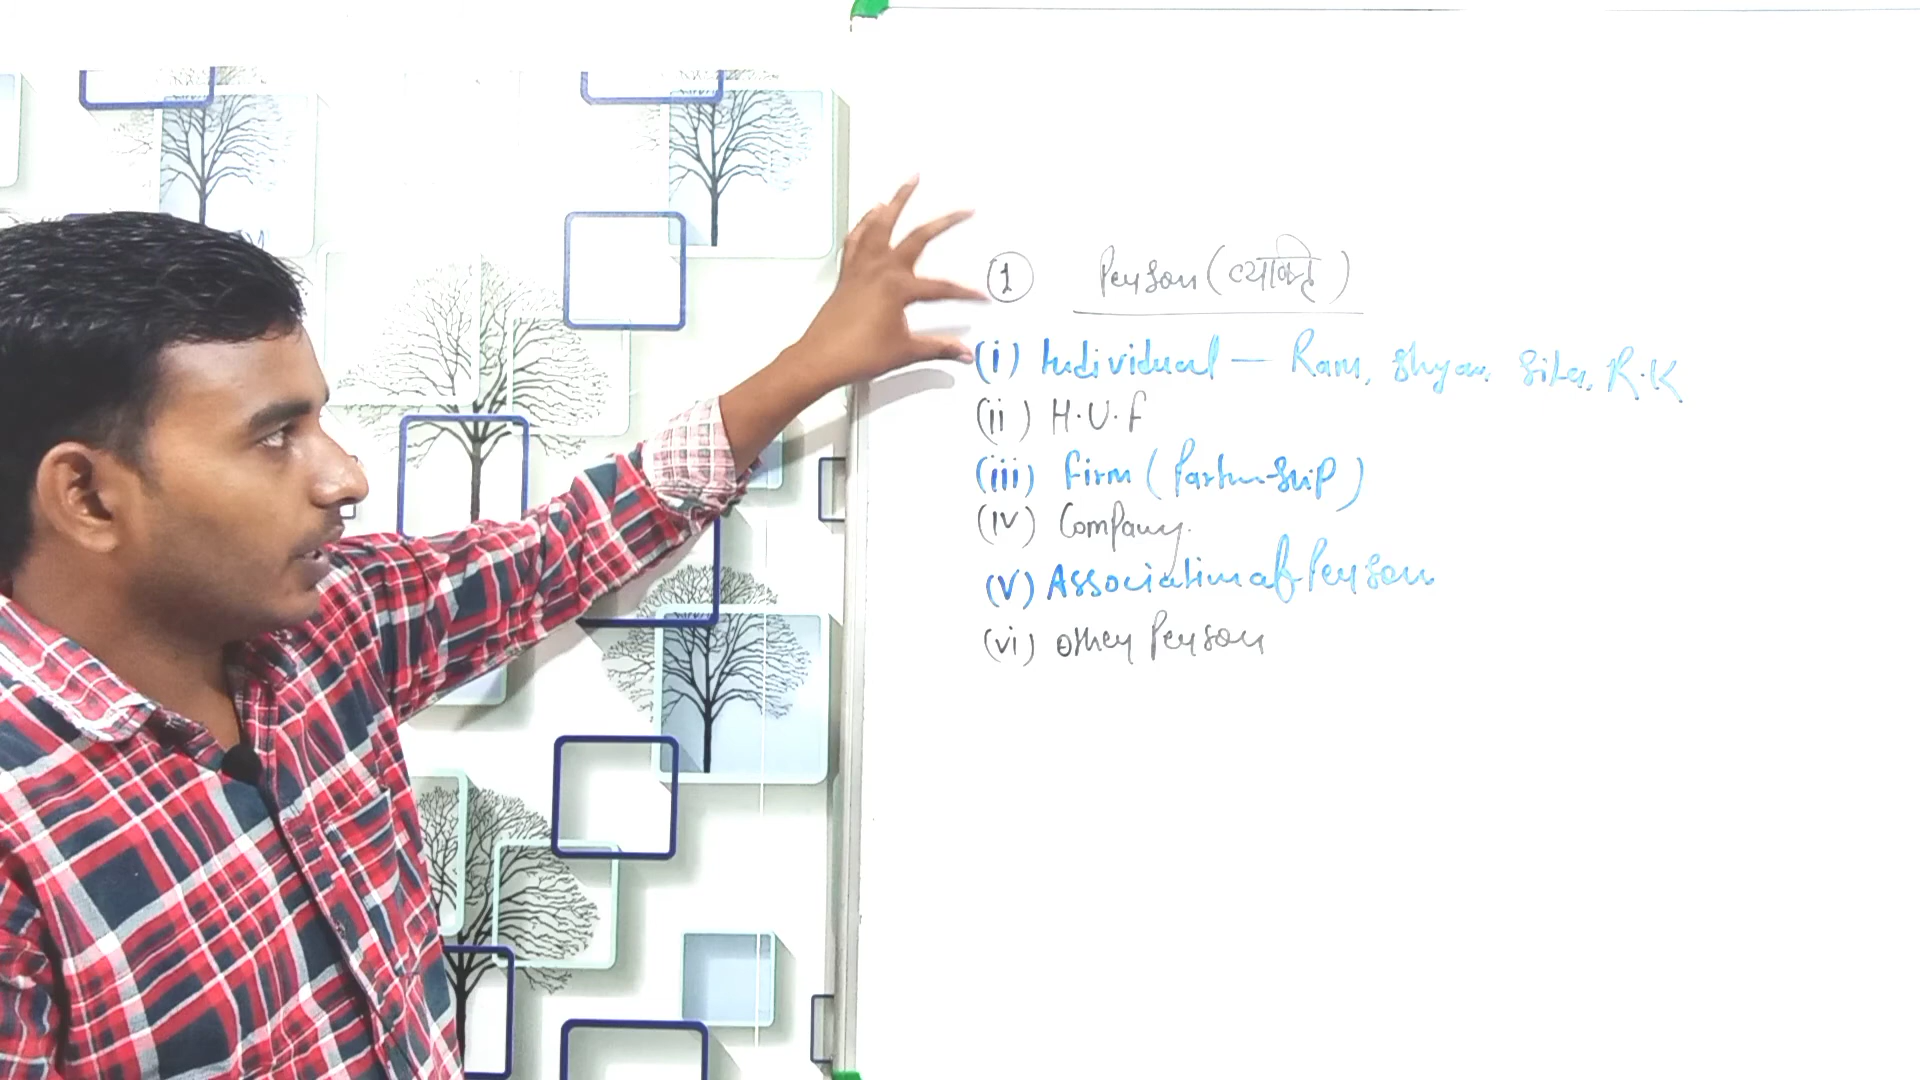 1 Person (व्यक्ति)
(i) Individual — Ram, Shyam, Sita, R.K
(ii) H.U.F
(iii) Firm (Partnership)
(iv) Company.
(v) Association of Person
(vi) other Person